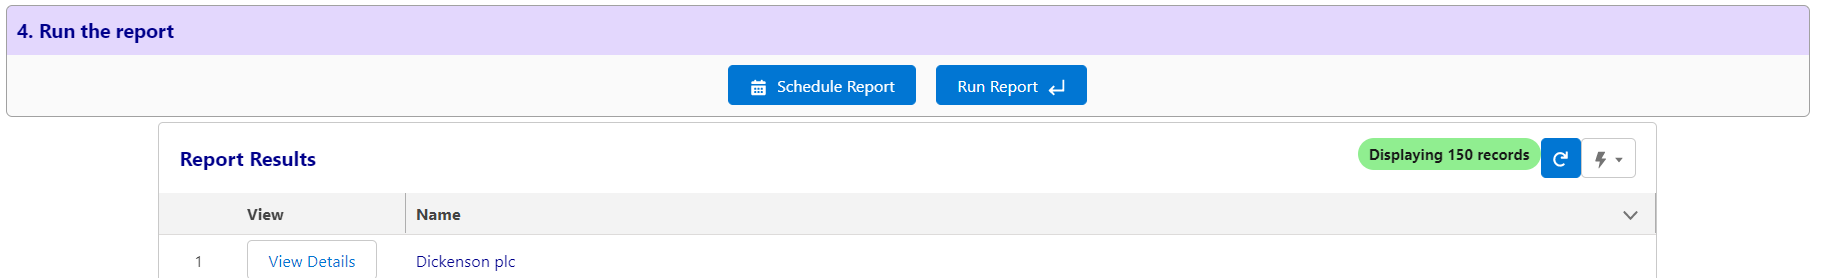 4. Run the report
Schedule Report
Run Report
Report Results
Displaying 150 records
View
Name
1
View Details
Dickenson plc